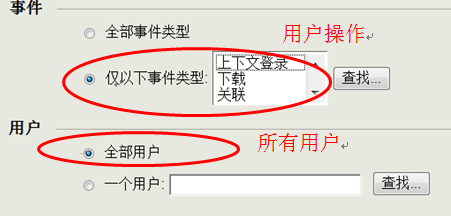 事件
全部事件类型
用户操作
仅以下事件类型:
上下文登录
下载
关联
查找...
用户
全部用户
所有用户
一个用户:
查找...